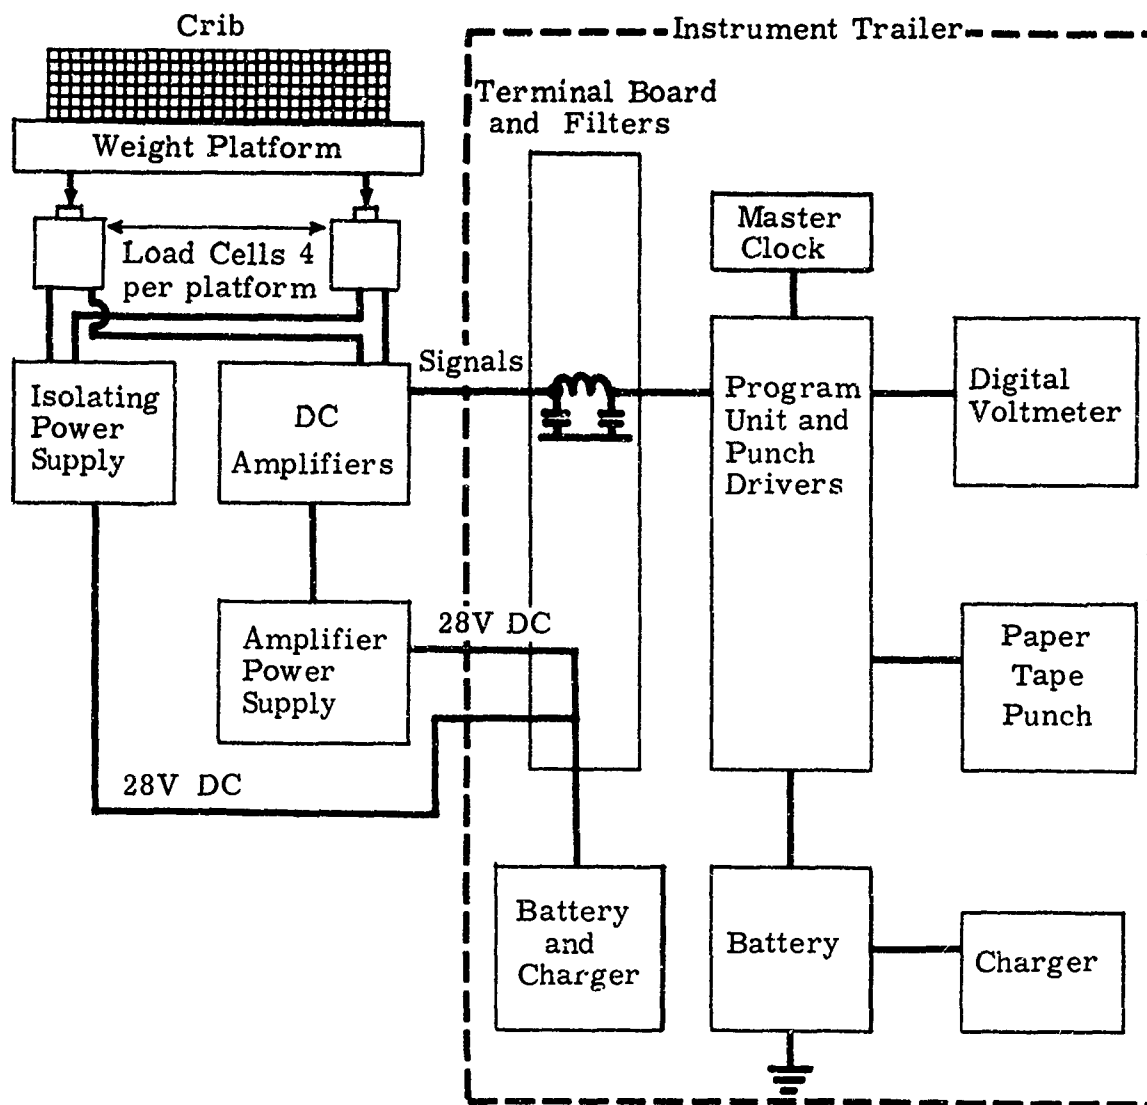 Crib
Instrument Trailer
Terminal Board
and Filters
Weight Platform
Master
Clock
Load Cells 4
per platform
Signals
Isolating
Power
Supply
DC
Amplifiers
Program
Unit and
Punch
Drivers
Digital
Voltmeter
28V DC
Amplifier
Power
Supply
Paper
Tape
Punch
28V DC
Battery
and
Charger
Battery
Charger